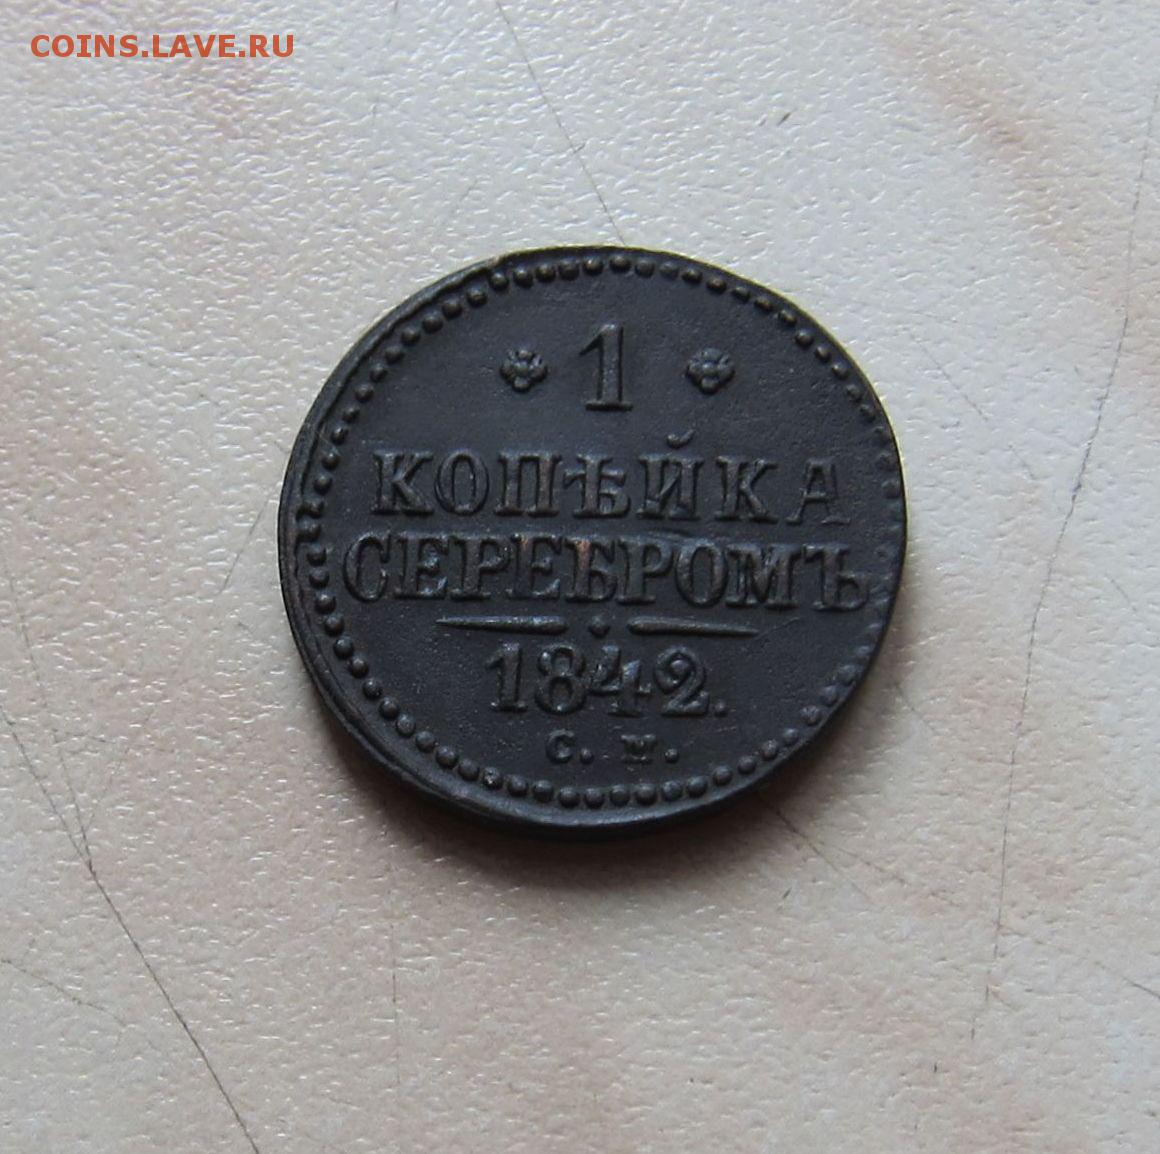 COINS.LAVE.RU
1
КОПѢЙКА
СЕРЕБРОМЪ
1842.
С. М.